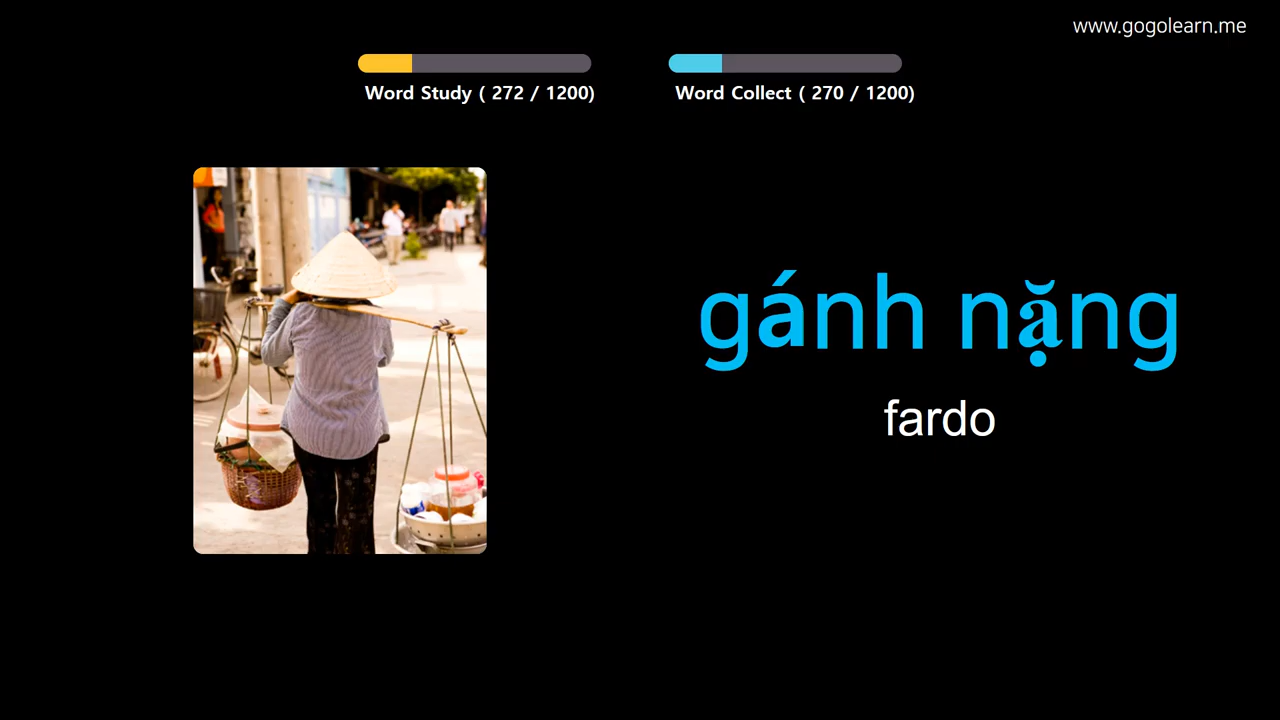 www.gogolearn.me
Word Study ( 272 / 1200)
Word Collect ( 270 / 1200)
gánh nặng
fardo